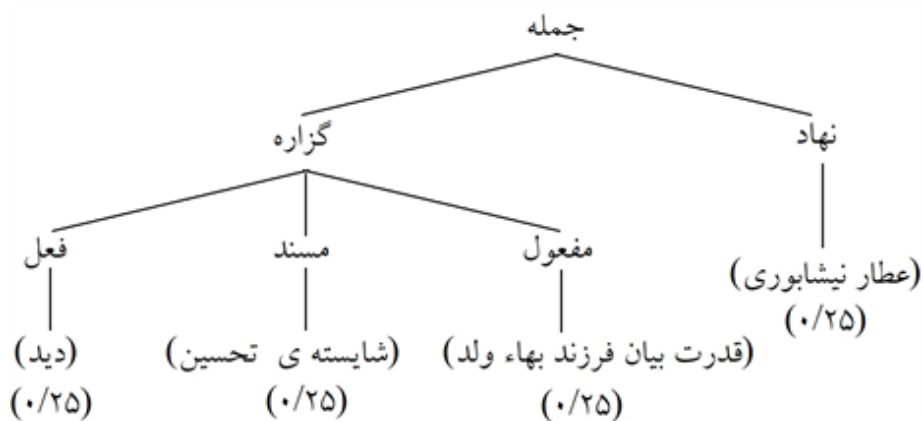 جمله
نهاد گزاره
مفعول مسند فعل
(عطار نیشابوری)
(۰/۲۵)
(قدرت بیان فرزند بهاء ولد) (شایسته ی تحسین) (دید)
(۰/۲۵) (۰/۲۵) (۰/۲۵)